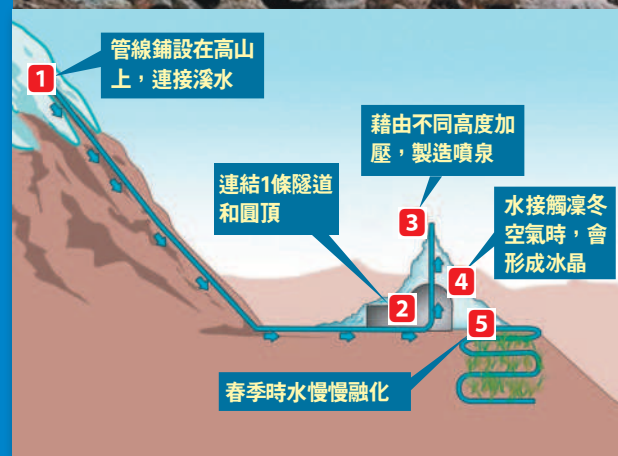 1
管線鋪設在高山
上，連接溪水
連結1條隧道
和圓頂
2
藉由不同高度加
壓，製造噴泉
3
水接觸凜冬
空氣時，會
形成冰晶
4
5
春季時水慢慢融化